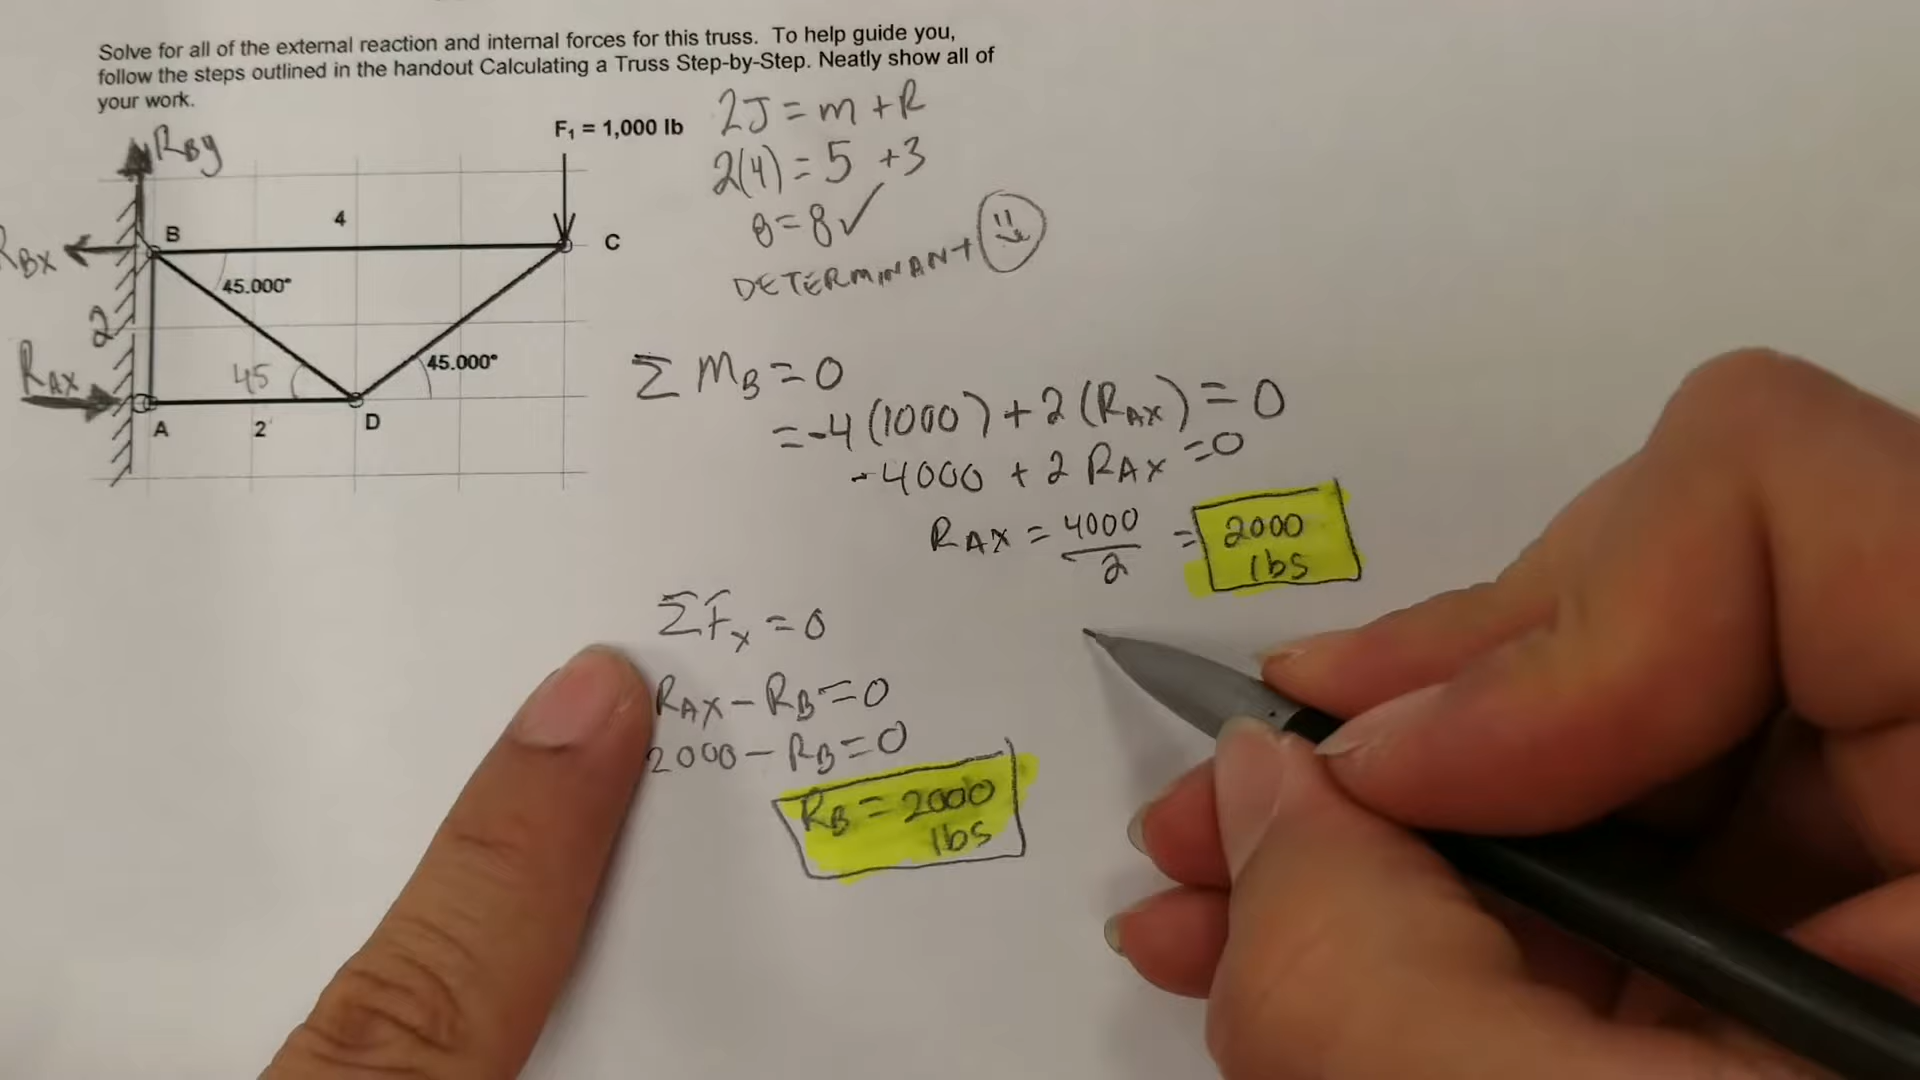 Solve for all of the external reaction and internal forces for this truss. To help guide you,
follow the steps outlined in the handout Calculating a Truss Step-by-Step. Neatly show all of
your work.
F₁ = 1,000 lb
RBy
B
4
C
RBX
45.000°
2
RAX
45
45.000°
A
2'
D
2J = m + R
2(4) = 5 + 3
8 = 8 ✓
DETERMINANT
Σ MB = 0
= -4(1000) + 2(RAX) = 0
-4000 + 2 RAX = 0
RAX = 4000/2 = 2000 lbs
ΣFx = 0
RAX - RB = 0
2000 - RB = 0
RB = 2000
lbs